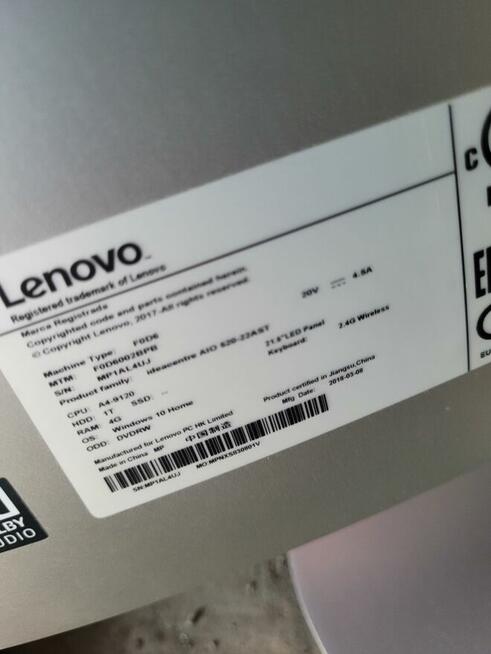 Lenovo
Registered trademark of Lenovo
Marca Registrada
Copyrighted code and parts contained herein.
© Copyright Lenovo, 2017. All rights reserved.
Machine Type: F0D6
MTM: F0D6002BPB
S/N: MP1AL4UJ
20V ⎓ 4.5A
Product family: ideacentre AIO 520-22AST
CPU: A4-9120 21.5"LED Panel
HDD: 1T SSD: -- Keyboard: 2.4G Wireless
RAM: 4G
OS: Windows 10 Home
ODD: DVDRW
Manufactured for Lenovo PC HK Limited
Product certified in Jiangsu,China
Made in China MP 中国制造
Mfg Date: 2018-03-08
SN:MP1AL4UJ MO:MPNXS830801V
AUDIO